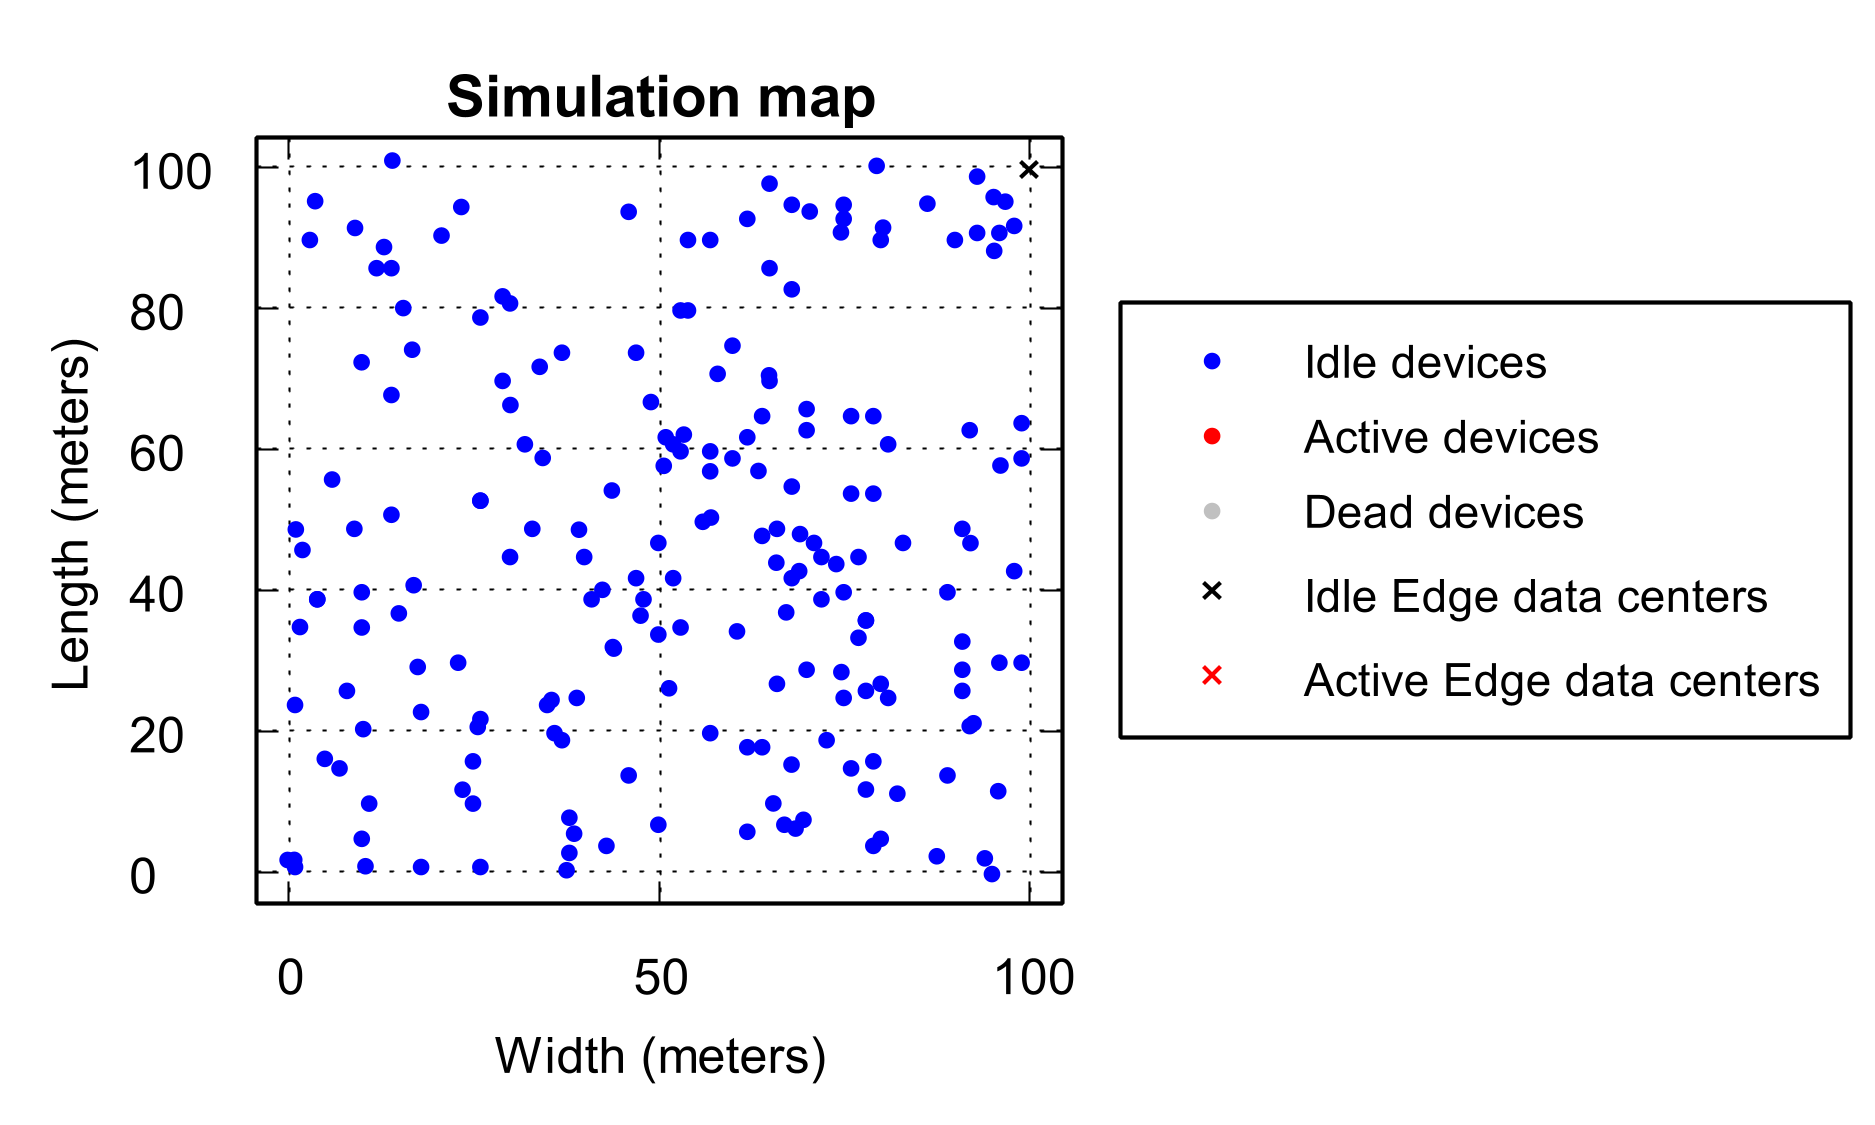 Simulation map
100
80
60
40
20
0
Length (meters)
0 50 100
Width (meters)
Idle devices
Active devices
Dead devices
Idle Edge data centers
Active Edge data centers